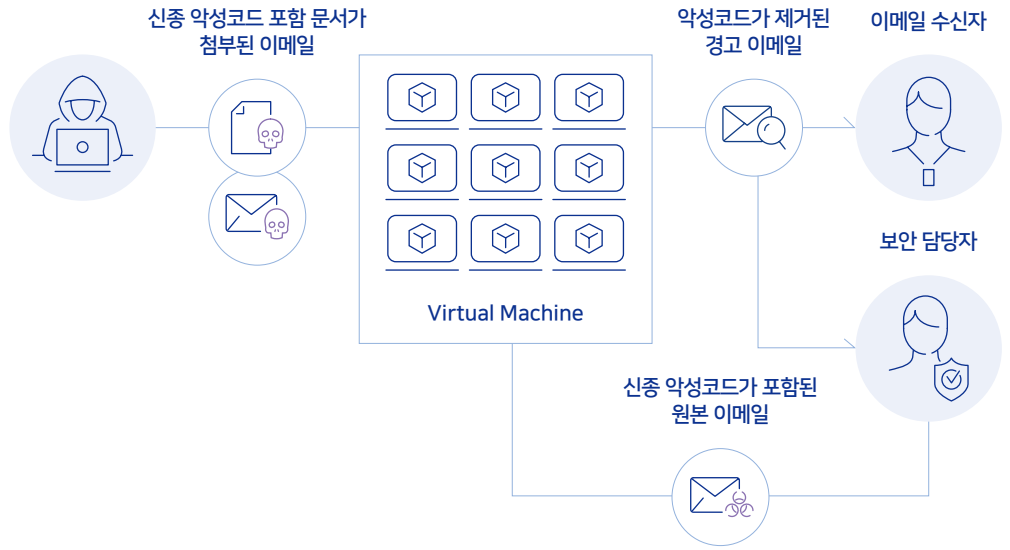 신종 악성코드 포함 문서가
첨부된 이메일
악성코드가 제거된
경고 이메일
이메일 수신자
보안 담당자
Virtual Machine
신종 악성코드가 포함된
원본 이메일